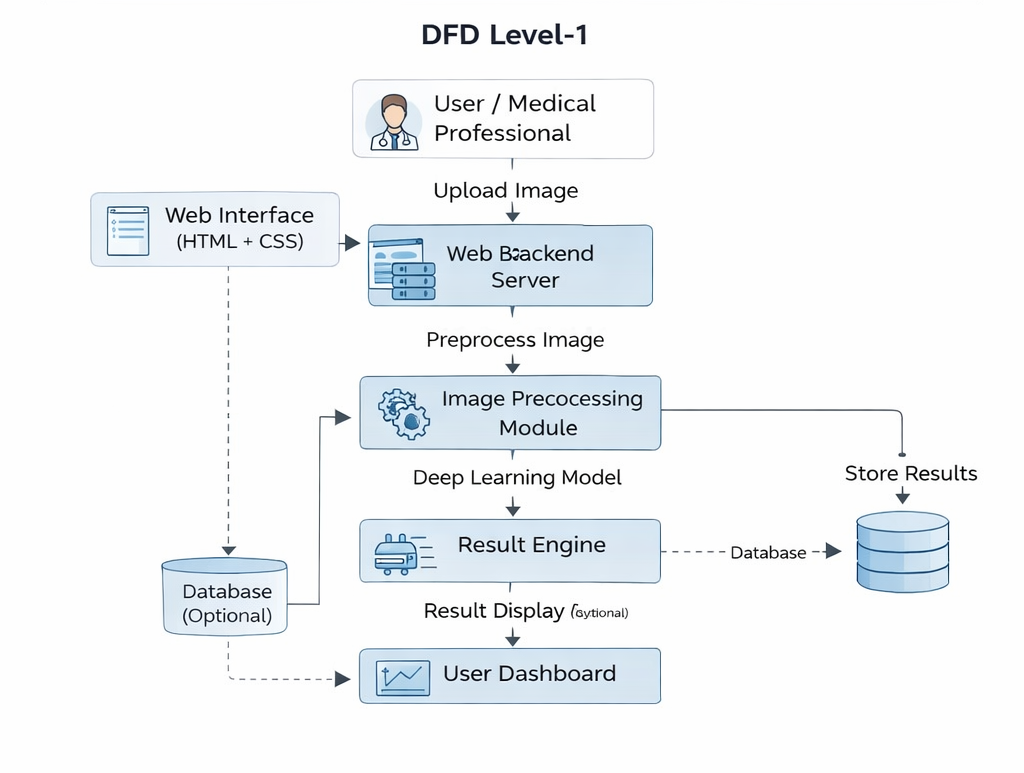 DFD Level-1
User / Medical
Professional
Upload Image
Web Interface
(HTML + CSS)
Web Backend
Server
Preprocess Image
Image Precocessing
Module
Deep Learning Model
Store Results
Result Engine
Database
Database
(Optional)
Result Display
User Dashboard